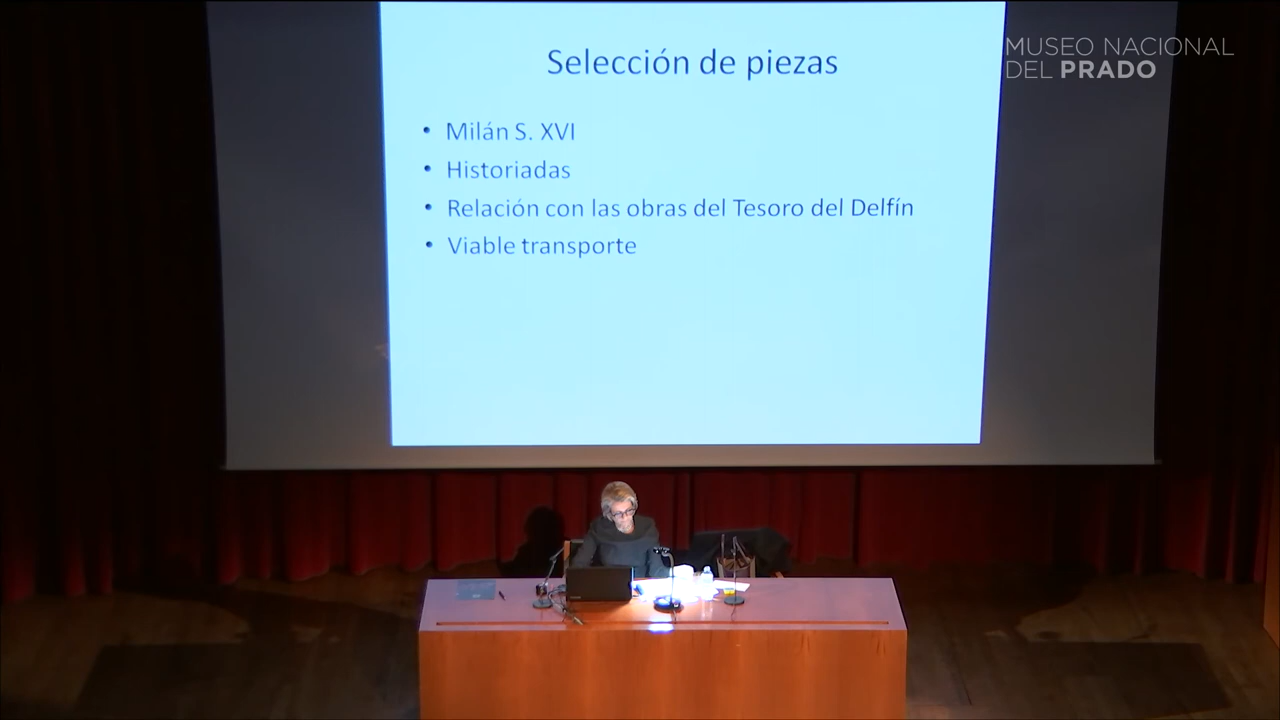 Selección de piezas
MUSEO NACIONAL
DEL PRADO
• Milán S. XVI
• Historiadas
• Relación con las obras del Tesoro del Delfín
• Viable transporte